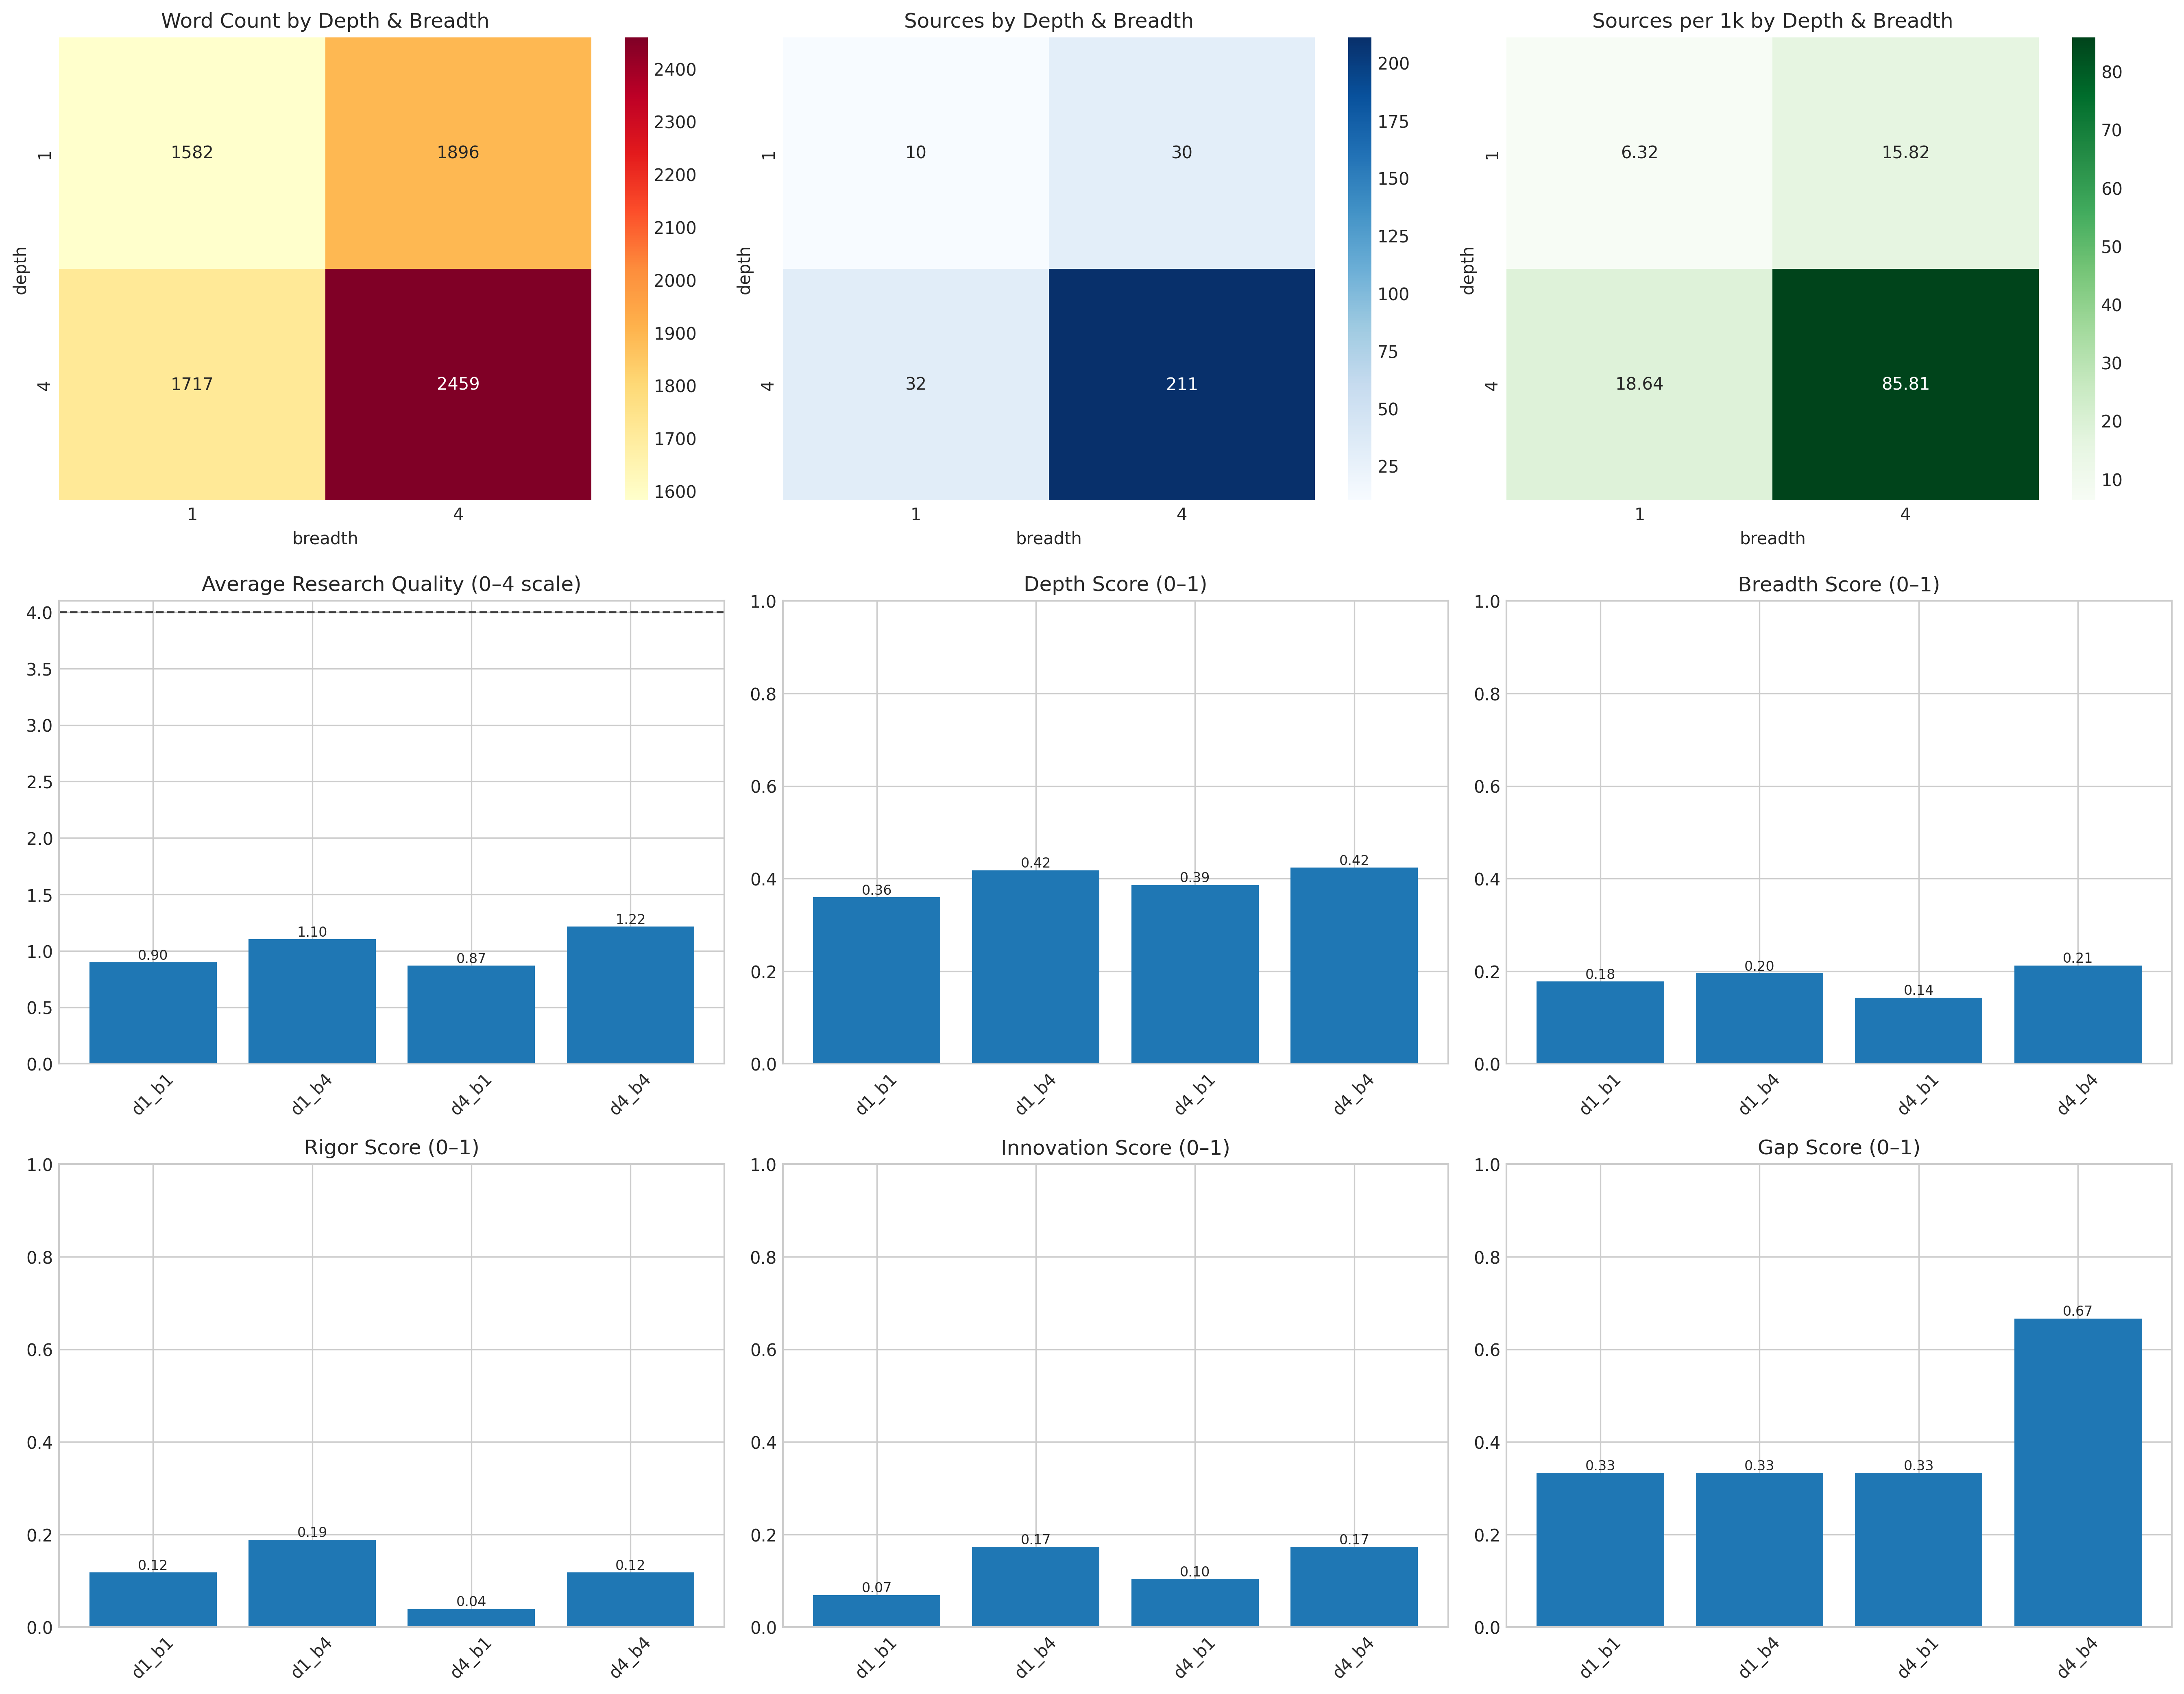 Word Count by Depth & Breadth
depth
1
4
1582
1896
1717
2459
1
4
breadth
2400
2300
2200
2100
2000
1900
1800
1700
1600
Sources by Depth & Breadth
depth
1
4
10
30
32
211
1
4
breadth
200
175
150
125
100
75
50
25
Sources per 1k by Depth & Breadth
depth
1
4
6.32
15.82
18.64
85.81
1
4
breadth
80
70
60
50
40
30
20
10
Average Research Quality (0–4 scale)
4.0
3.5
3.0
2.5
2.0
1.5
1.0
0.5
0.0
0.90
1.10
0.87
1.22
d1_b1
d1_b4
d4_b1
d4_b4
Depth Score (0–1)
1.0
0.8
0.6
0.4
0.2
0.0
0.36
0.42
0.39
0.42
d1_b1
d1_b4
d4_b1
d4_b4
Breadth Score (0–1)
1.0
0.8
0.6
0.4
0.2
0.0
0.18
0.20
0.14
0.21
d1_b1
d1_b4
d4_b1
d4_b4
Rigor Score (0–1)
1.0
0.8
0.6
0.4
0.2
0.0
0.12
0.19
0.04
0.12
d1_b1
d1_b4
d4_b1
d4_b4
Innovation Score (0–1)
1.0
0.8
0.6
0.4
0.2
0.0
0.07
0.17
0.10
0.17
d1_b1
d1_b4
d4_b1
d4_b4
Gap Score (0–1)
1.0
0.8
0.6
0.4
0.2
0.0
0.33
0.33
0.33
0.67
d1_b1
d1_b4
d4_b1
d4_b4